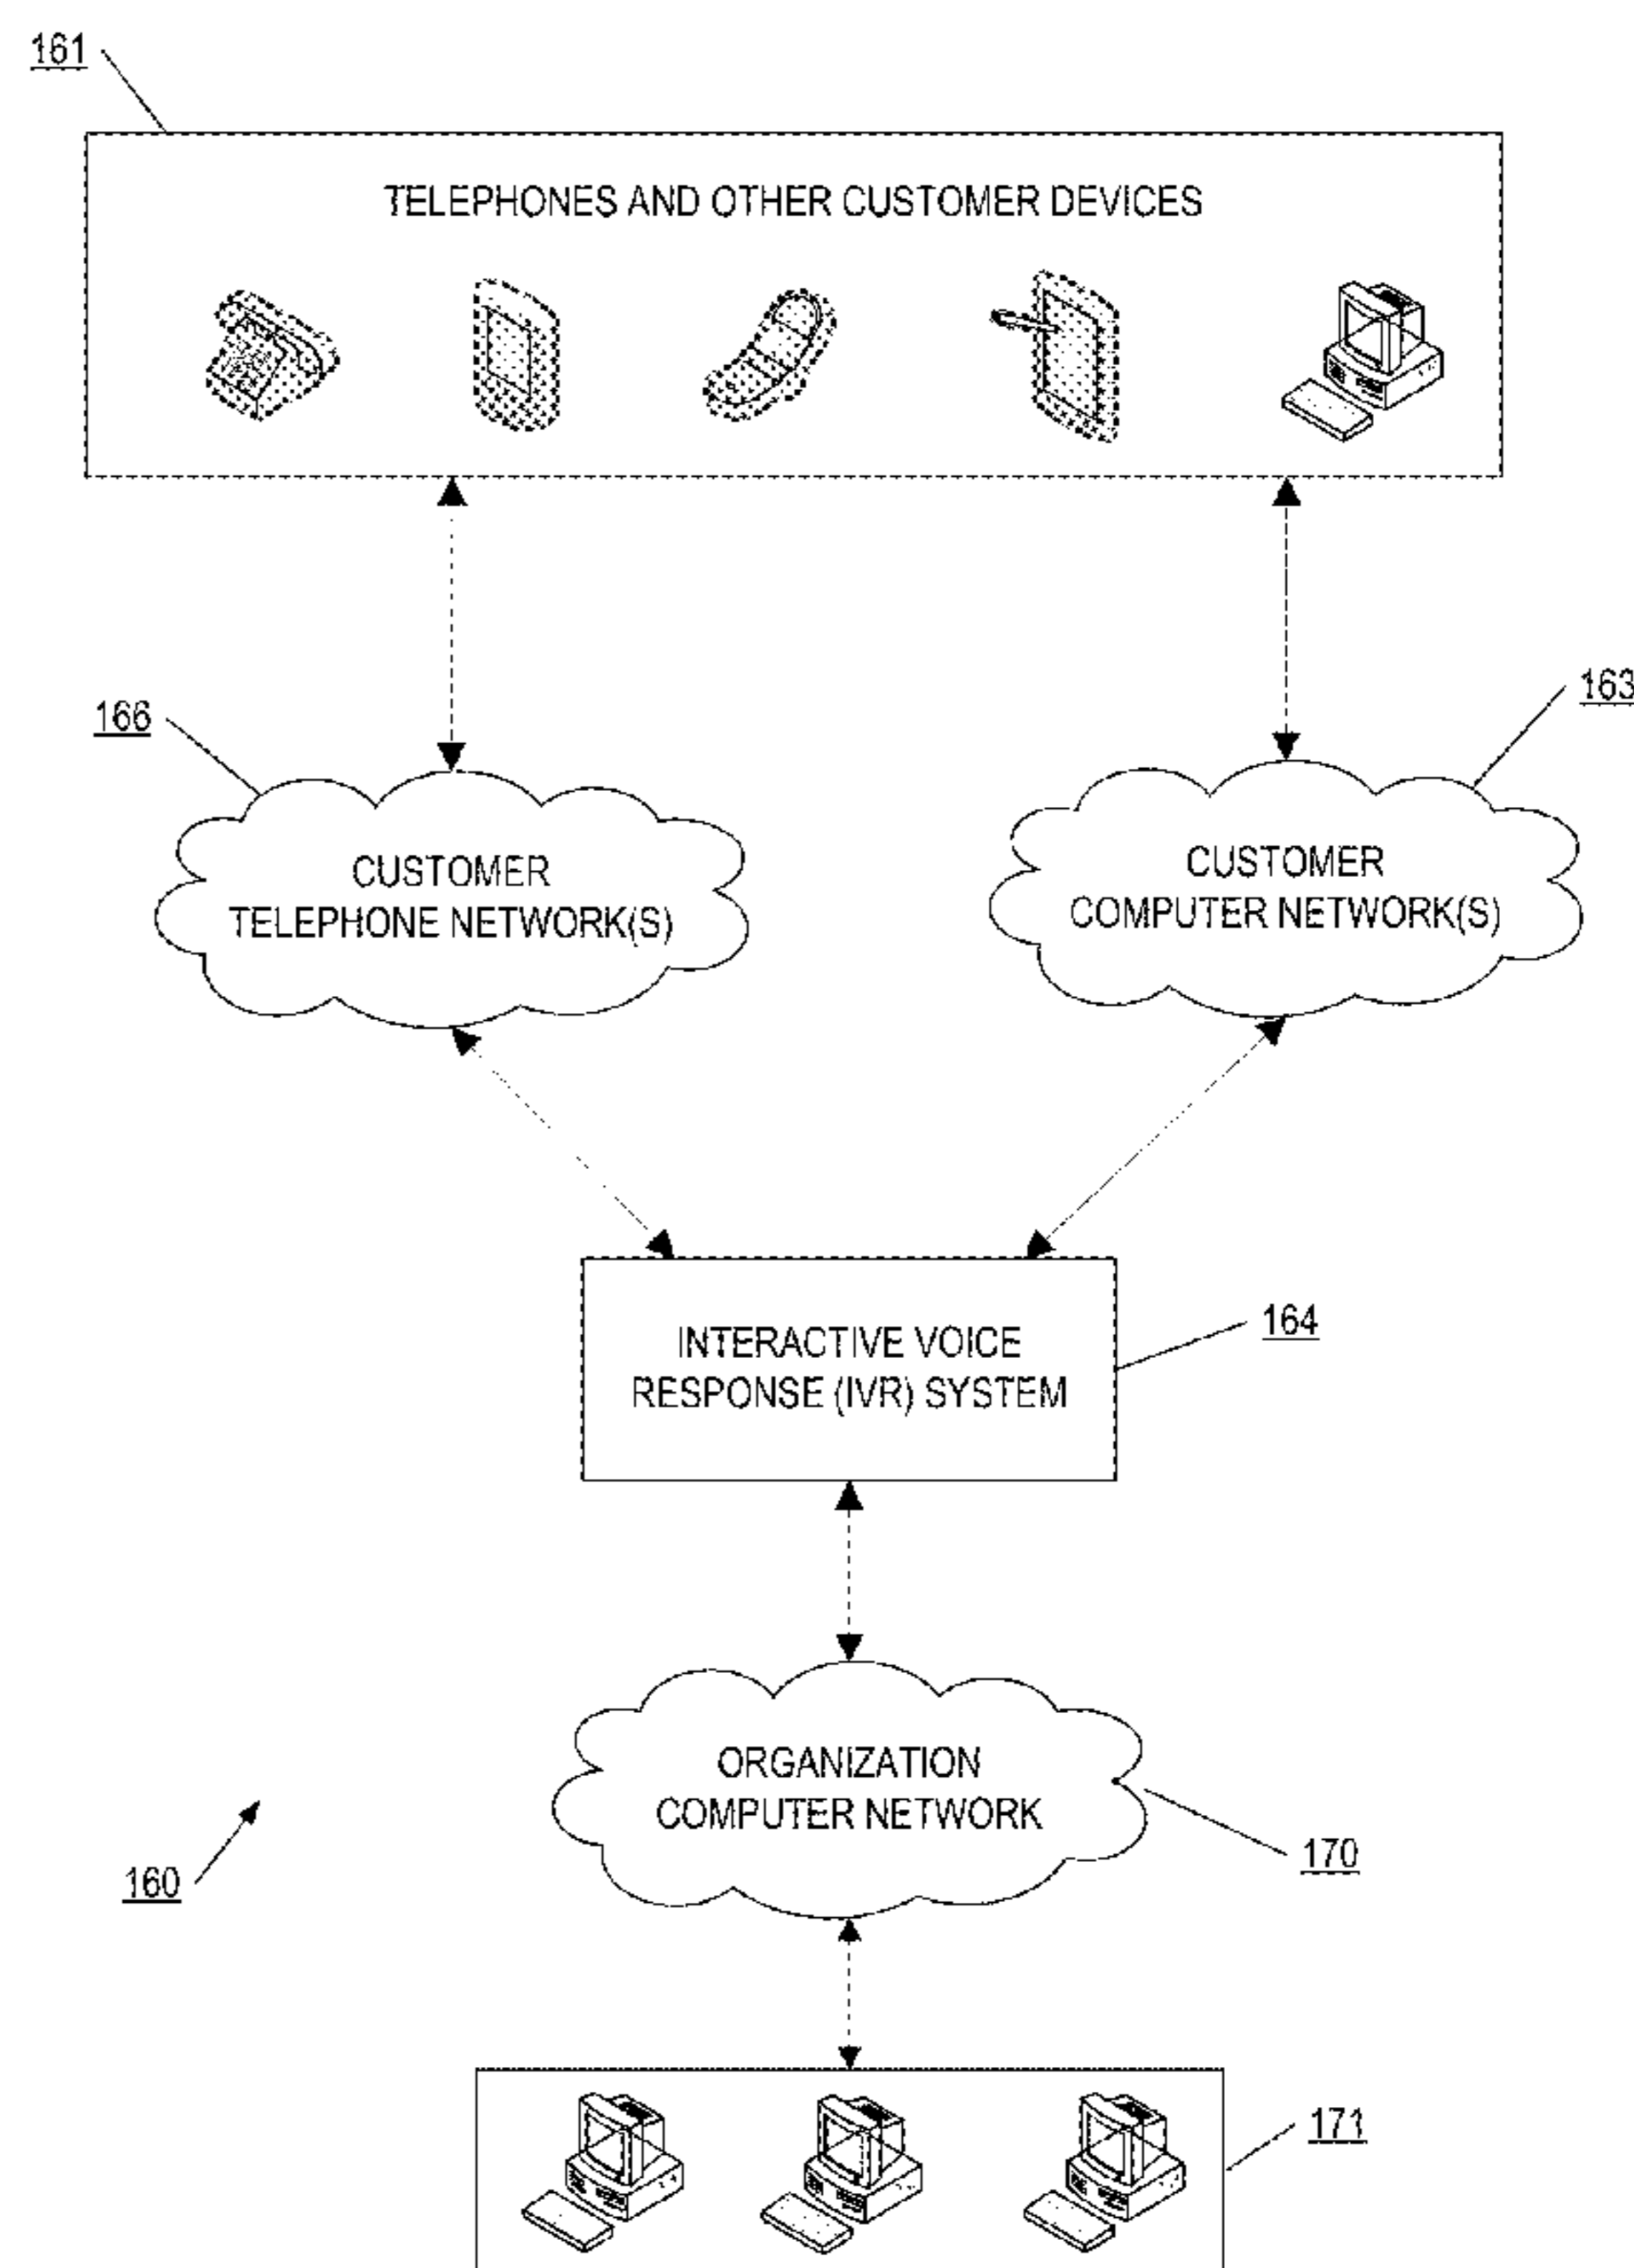 161
TELEPHONES AND OTHER CUSTOMER DEVICES
166
163
CUSTOMER
TELEPHONE NETWORK(S)
CUSTOMER
COMPUTER NETWORK(S)
INTERACTIVE VOICE
RESPONSE (IVR) SYSTEM
164
ORGANIZATION
COMPUTER NETWORK
160
170
171